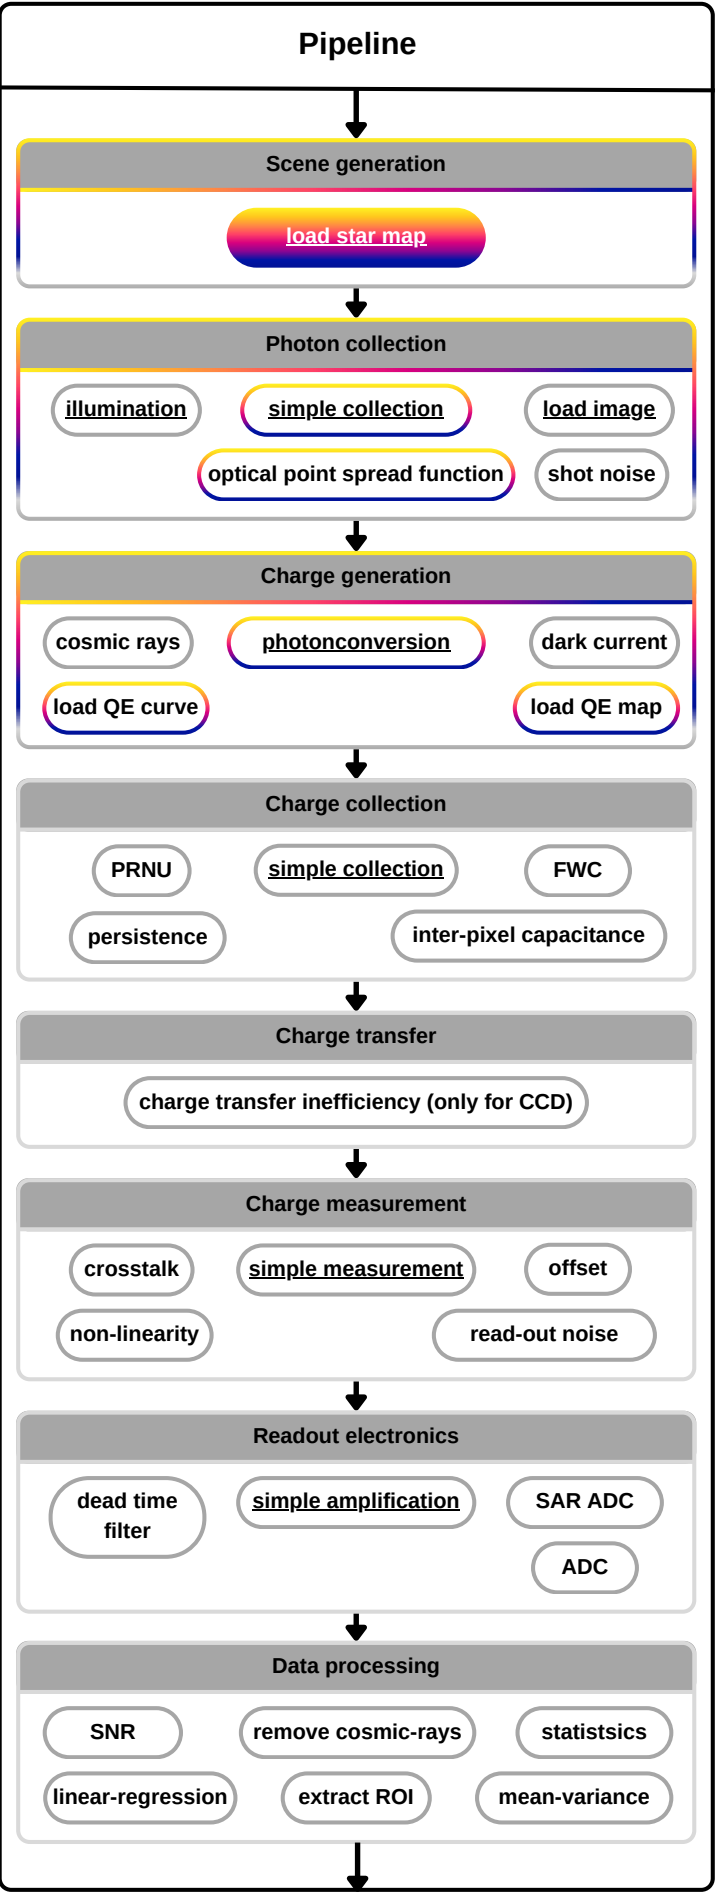 Pipeline
Scene generation
load star map
Photon collection
illumination
simple collection
load image
optical point spread function
shot noise
Charge generation
cosmic rays
photonconversion
dark current
load QE curve
load QE map
Charge collection
PRNU
simple collection
FWC
persistence
inter-pixel capacitance
Charge transfer
charge transfer inefficiency (only for CCD)
Charge measurement
crosstalk
simple measurement
offset
non-linearity
read-out noise
Readout electronics
dead time
filter
simple amplification
SAR ADC
ADC
Data processing
SNR
remove cosmic-rays
statistsics
linear-regression
extract ROI
mean-variance